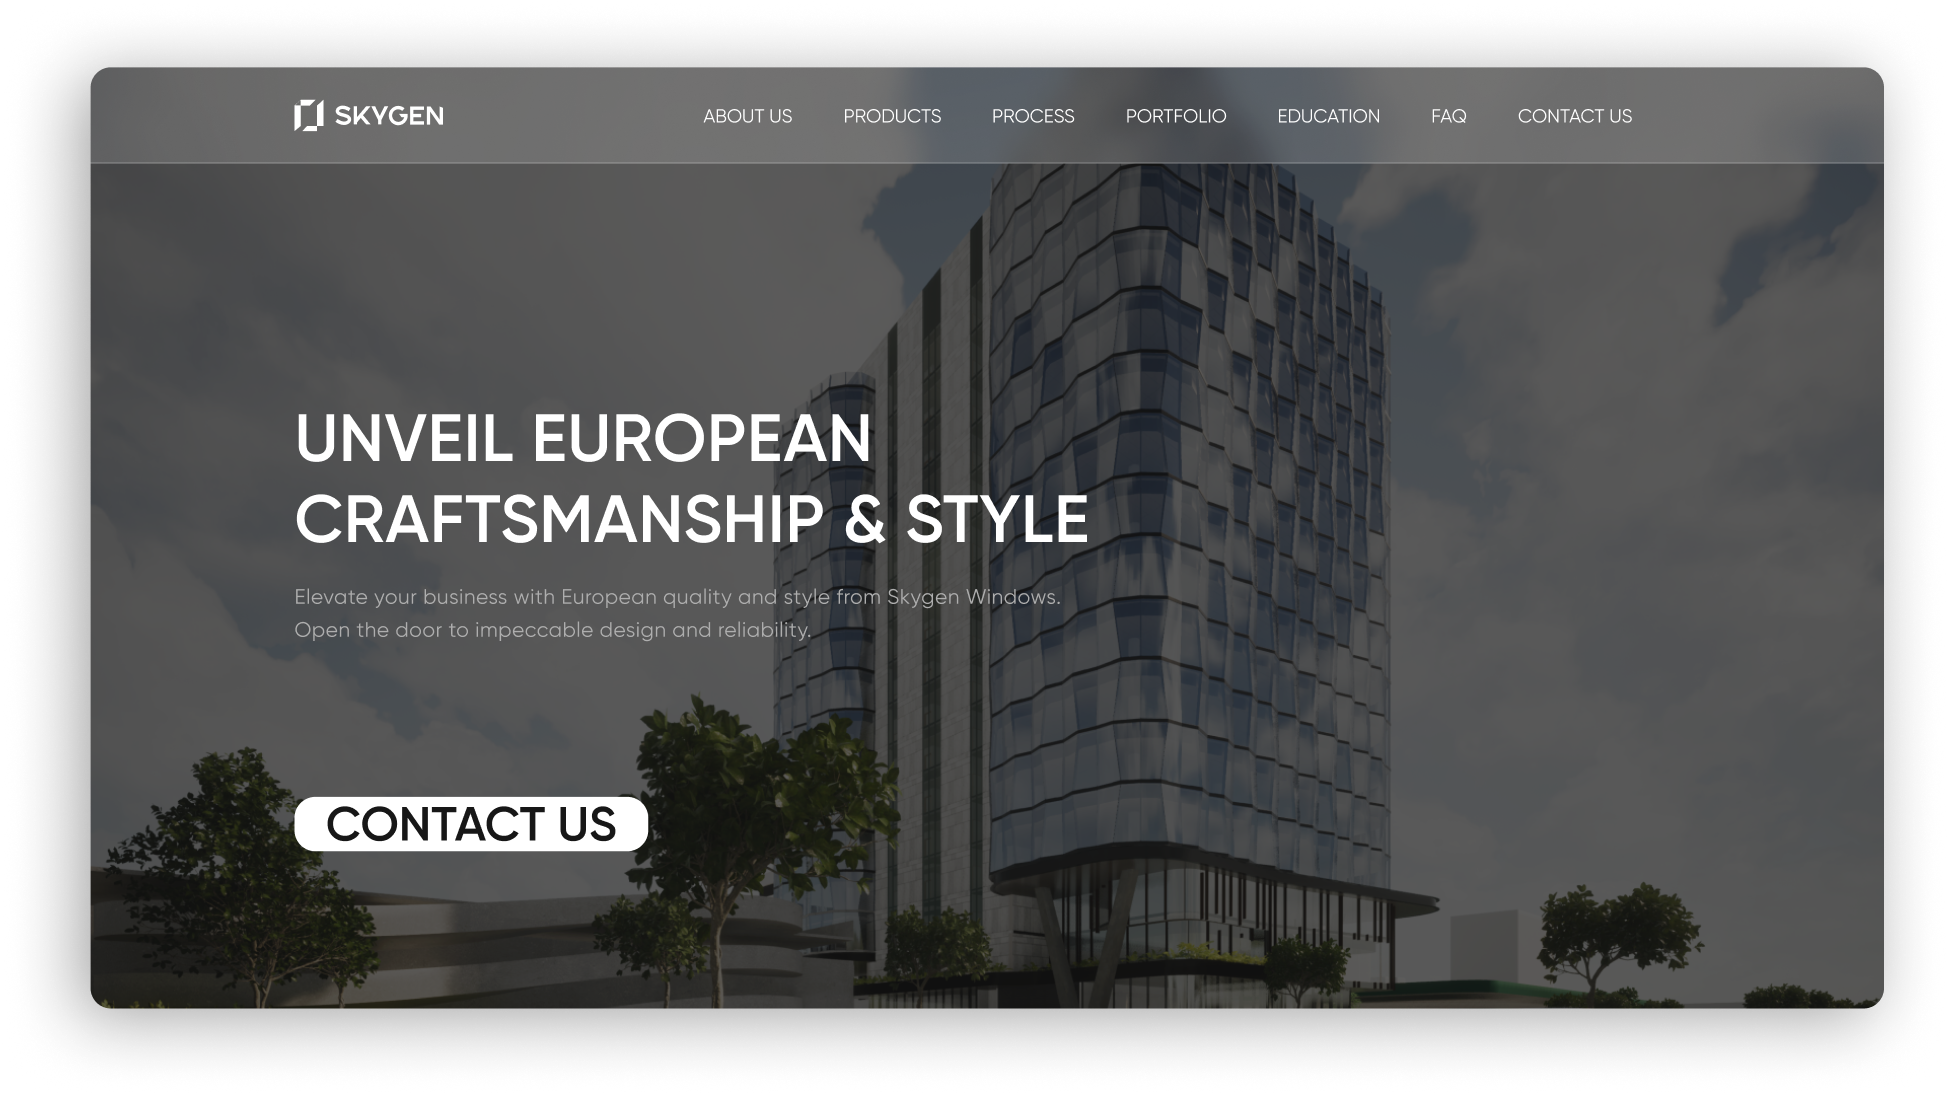 SKYGEN
ABOUT US PRODUCTS PROCESS PORTFOLIO EDUCATION FAQ CONTACT US
UNVEIL EUROPEAN
CRAFTSMANSHIP & STYLE
Elevate your business with European quality and style from Skygen Windows.
Open the door to impeccable design and reliability.
CONTACT US